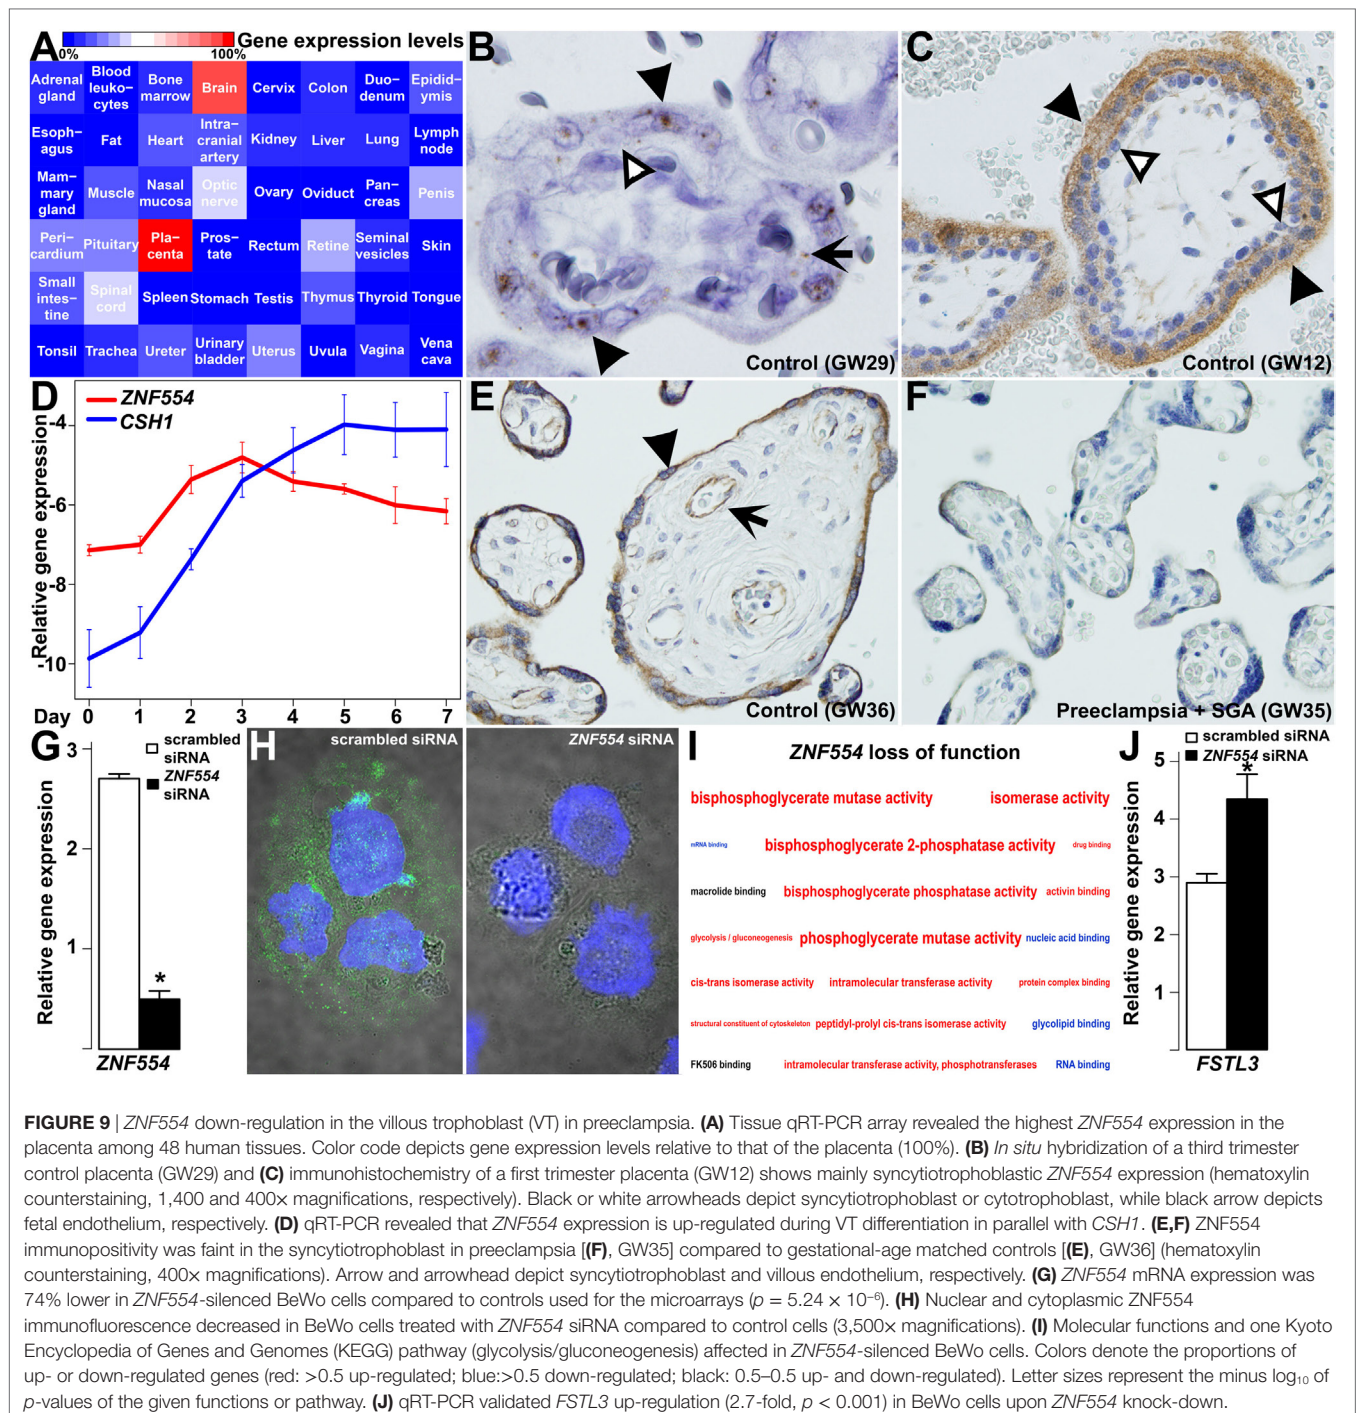 A
0%
100%
Gene expression levels
Adrenal gland
Blood leuko-cytes
Bone marrow
Brain
Cervix
Colon
Duo-denum
Epidid-ymis
Esoph-agus
Fat
Heart
Intra-cranial artery
Kidney
Liver
Lung
Lymph node
Mam-mary gland
Muscle
Nasal mucosa
Optic nerve
Ovary
Oviduct
Pan-creas
Penis
Peri-cardium
Pituitary
Pla-centa
Pros-tate
Rectum
Retine
Seminal vesicles
Skin
Small intes-tine
Spinal cord
Spleen
Stomach
Testis
Thymus
Thyroid
Tongue
Tonsil
Trachea
Ureter
Urinary bladder
Uterus
Uvula
Vagina
Vena cava
B
Control (GW29)
C
Control (GW12)
D
ZNF554
CSH1
Relative gene expression
-4
-6
-8
-10
Day 0 1 2 3 4 5 6 7
E
Control (GW36)
F
Preeclampsia + SGA (GW35)
G
scrambled siRNA
ZNF554 siRNA
Relative gene expression
3
2
1
*
ZNF554
H
scrambled siRNA
ZNF554 siRNA
I
ZNF554 loss of function
bisphosphoglycerate mutase activity isomerase activity
mRNA binding bisphosphoglycerate 2-phosphatase activity drug binding
macrolide binding bisphosphoglycerate phosphatase activity activin binding
glycolysis / gluconeogenesis phosphoglycerate mutase activity nucleic acid binding
cis-trans isomerase activity intramolecular transferase activity protein complex binding
structural constituent of cytoskeleton peptidyl-prolyl cis-trans isomerase activity glycolipid binding
FK506 binding intramolecular transferase activity, phosphotransferases RNA binding
J
scrambled siRNA
ZNF554 siRNA
Relative gene expression
5
4
3
2
1
*
FSTL3
FIGURE 9 | ZNF554 down-regulation in the villous trophoblast (VT) in preeclampsia. (A) Tissue qRT-PCR array revealed the highest ZNF554 expression in the
placenta among 48 human tissues. Color code depicts gene expression levels relative to that of the placenta (100%). (B) In situ hybridization of a third trimester
control placenta (GW29) and (C) immunohistochemistry of a first trimester placenta (GW12) shows mainly syncytiotrophoblastic ZNF554 expression (hematoxylin
counterstaining, 1,400 and 400× magnifications, respectively). Black or white arrowheads depict syncytiotrophoblast or cytotrophoblast, while black arrow depicts
fetal endothelium, respectively. (D) qRT-PCR revealed that ZNF554 expression is up-regulated during VT differentiation in parallel with CSH1. (E,F) ZNF554
immunopositivity was faint in the syncytiotrophoblast in preeclampsia [(F), GW35] compared to gestational-age matched controls [(E), GW36] (hematoxylin
counterstaining, 400× magnifications). Arrow and arrowhead depict syncytiotrophoblast and villous endothelium, respectively. (G) ZNF554 mRNA expression was
74% lower in ZNF554-silenced BeWo cells compared to controls used for the microarrays (p = 5.24 × 10⁻⁶). (H) Nuclear and cytoplasmic ZNF554
immunofluorescence decreased in BeWo cells treated with ZNF554 siRNA compared to control cells (3,500× magnifications). (I) Molecular functions and one Kyoto
Encyclopedia of Genes and Genomes (KEGG) pathway (glycolysis/gluconeogenesis) affected in ZNF554-silenced BeWo cells. Colors denote the proportions of
up- or down-regulated genes (red: >0.5 up-regulated; blue:>0.5 down-regulated; black: 0.5–0.5 up- and down-regulated). Letter sizes represent the minus log₁₀ of
p-values of the given functions or pathway. (J) qRT-PCR validated FSTL3 up-regulation (2.7-fold, p < 0.001) in BeWo cells upon ZNF554 knock-down.